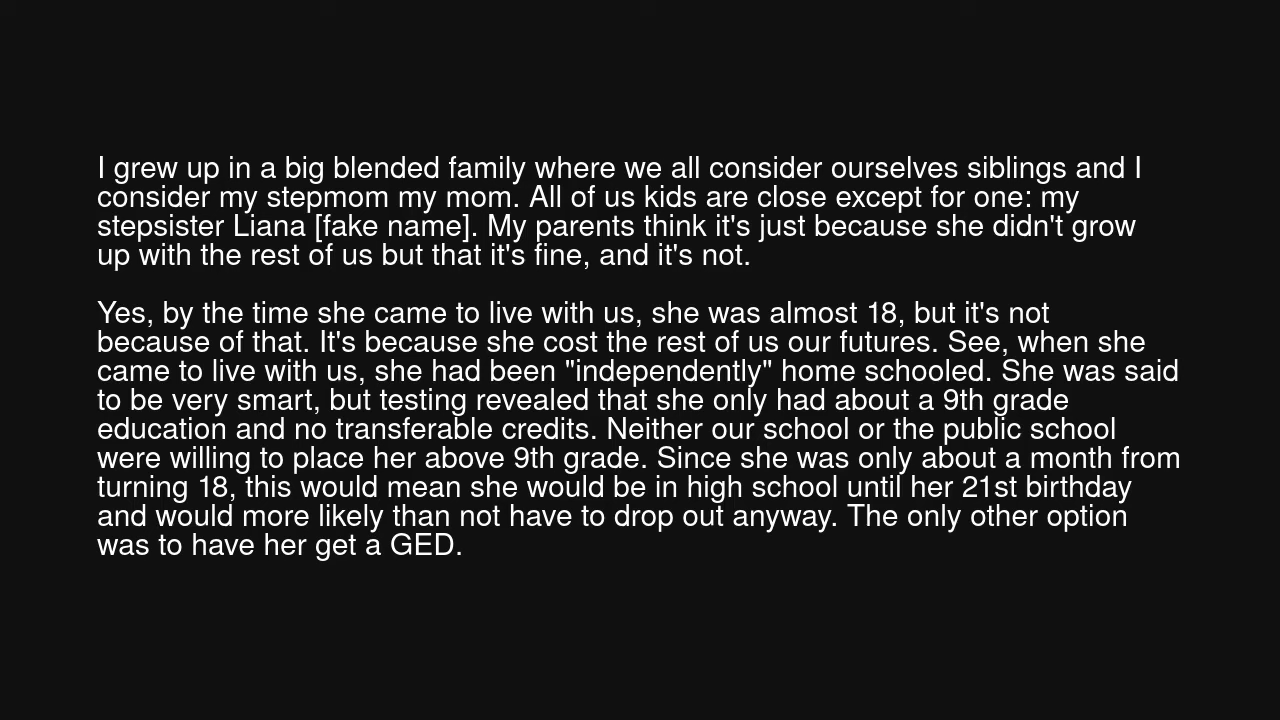 I grew up in a big blended family where we all consider ourselves siblings and I
consider my stepmom my mom. All of us kids are close except for one: my
stepsister Liana [fake name]. My parents think it's just because she didn't grow
up with the rest of us but that it's fine, and it's not.
Yes, by the time she came to live with us, she was almost 18, but it's not
because of that. It's because she cost the rest of us our futures. See, when she
came to live with us, she had been "independently" home schooled. She was said
to be very smart, but testing revealed that she only had about a 9th grade
education and no transferable credits. Neither our school or the public school
were willing to place her above 9th grade. Since she was only about a month from
turning 18, this would mean she would be in high school until her 21st birthday
and would more likely than not have to drop out anyway. The only other option
was to have her get a GED.